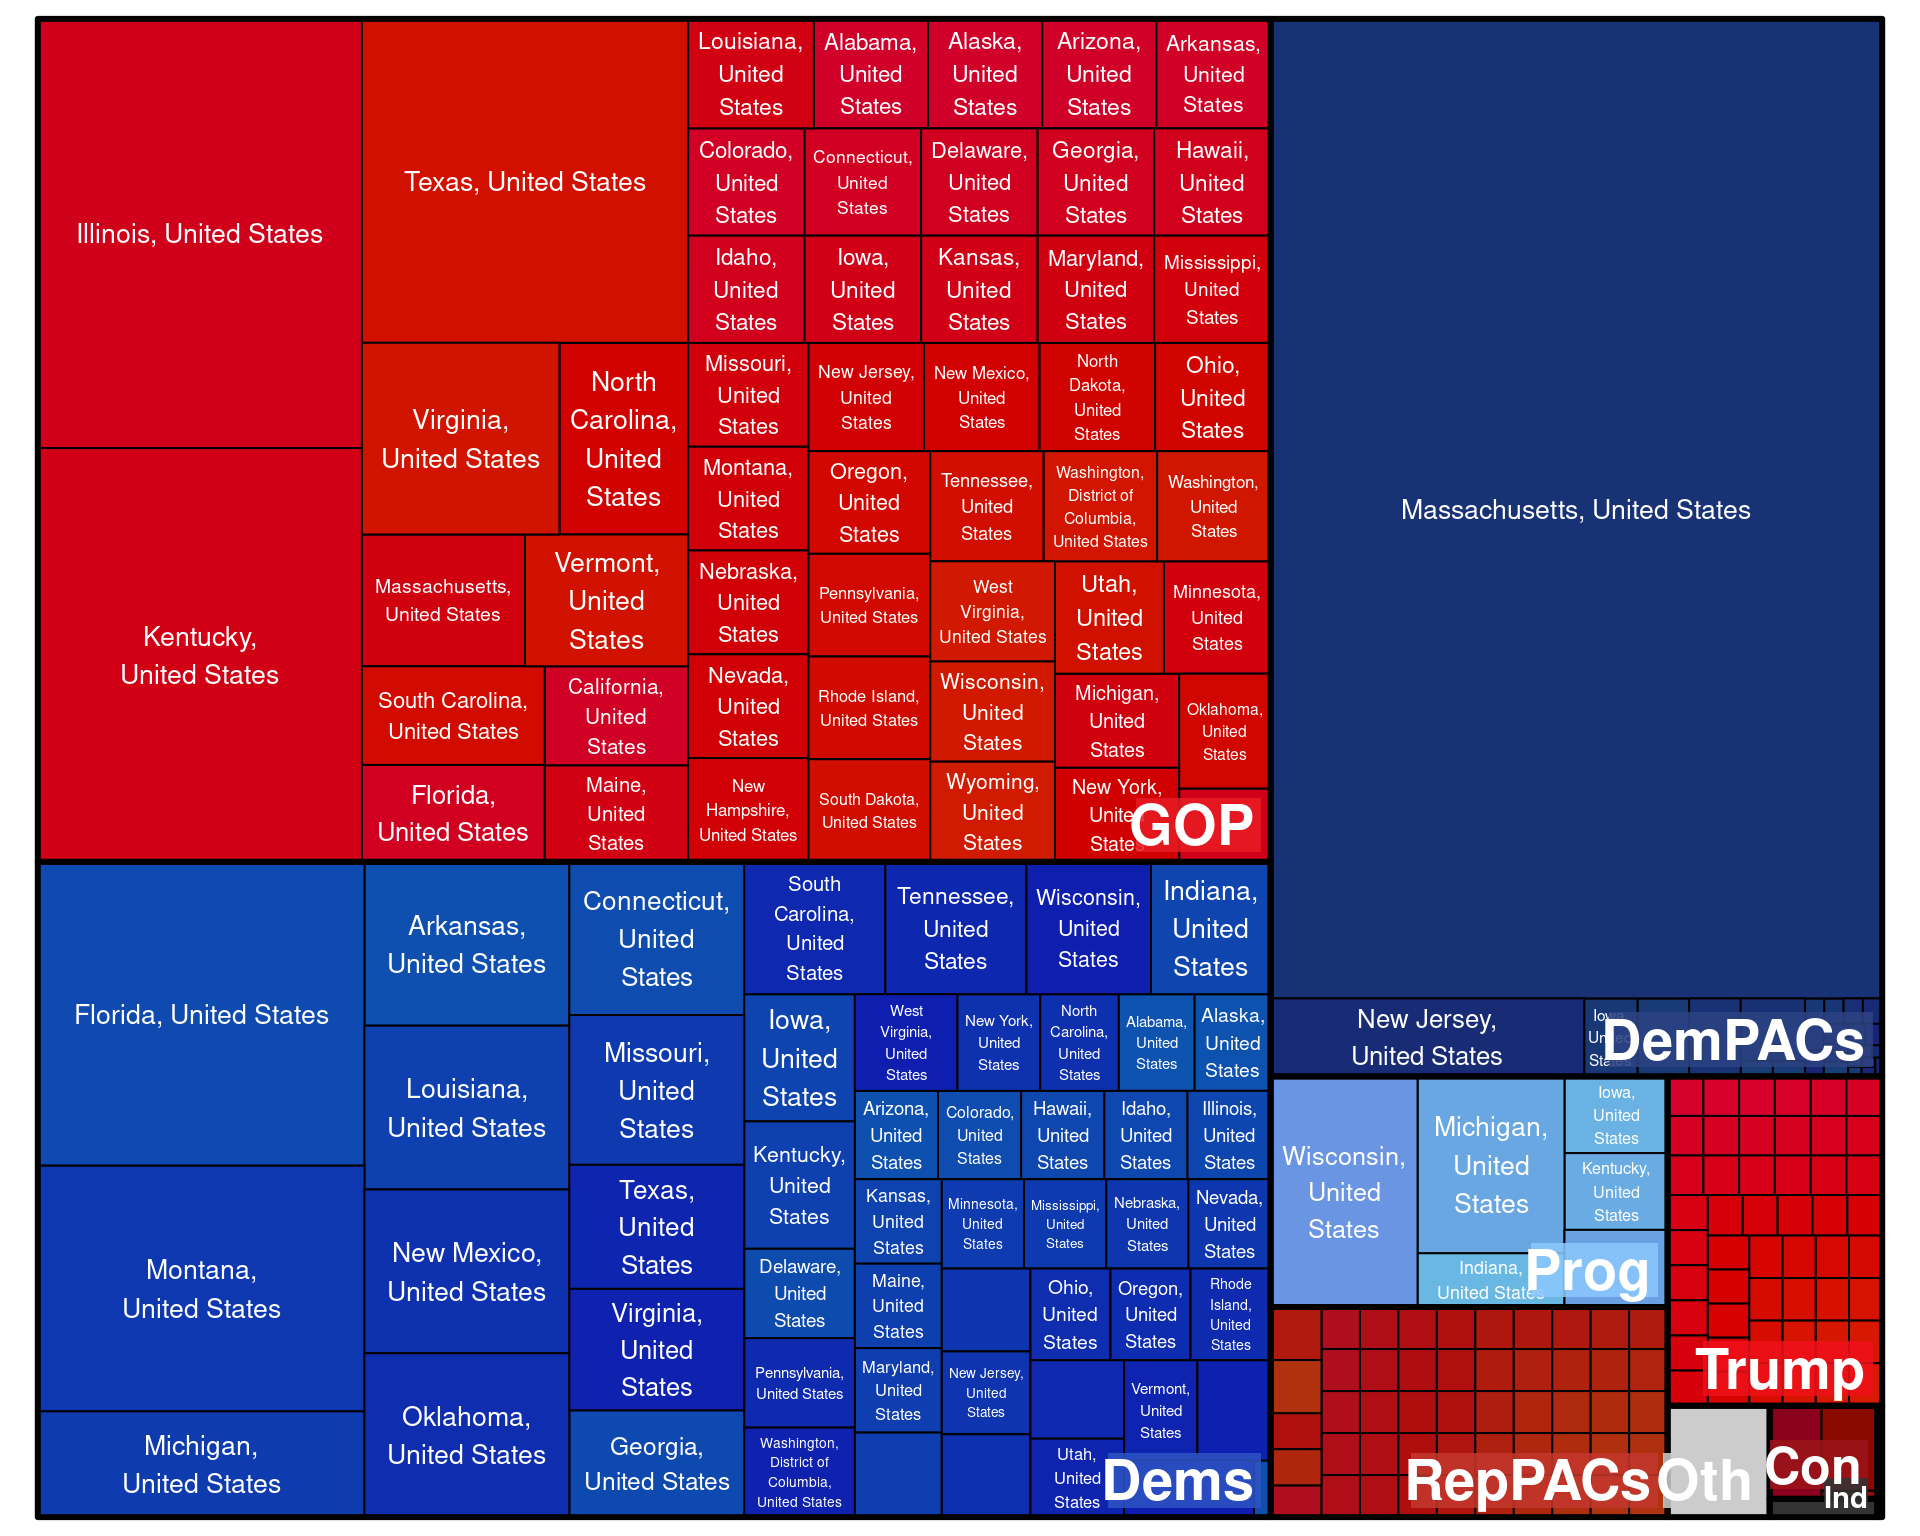 Illinois, United States
Kentucky,
United States
Texas, United States
Virginia,
United States
North
Carolina,
United
States
Massachusetts,
United States
Vermont,
United
States
South Carolina,
United States
California,
United
States
Florida,
United States
Maine,
United
States
Louisiana,
United
States
Alabama,
United
States
Alaska,
United
States
Arizona,
United
States
Arkansas,
United
States
Colorado,
United
States
Connecticut,
United
States
Delaware,
United
States
Georgia,
United
States
Hawaii,
United
States
Idaho,
United
States
Iowa,
United
States
Kansas,
United
States
Maryland,
United
States
Mississippi,
United
States
Missouri,
United
States
New Jersey,
United
States
New Mexico,
United
States
North
Dakota,
United
States
Ohio,
United
States
Montana,
United
States
Oregon,
United
States
Tennessee,
United
States
Washington,
District of
Columbia,
United States
Washington,
United
States
Nebraska,
United
States
Pennsylvania,
United States
West
Virginia,
United States
Utah,
United
States
Minnesota,
United
States
Nevada,
United
States
Rhode Island,
United States
Wisconsin,
United
States
Michigan,
United
States
Oklahoma,
United
States
New
Hampshire,
United States
South Dakota,
United States
Wyoming,
United
States
New York,
United
States
GOP
Massachusetts, United States
New Jersey,
United States
Iowa,
United
States
DemPACs
Florida, United States
Montana,
United States
Michigan,
United States
Arkansas,
United States
Louisiana,
United States
New Mexico,
United States
Oklahoma,
United States
Connecticut,
United
States
Missouri,
United
States
Texas,
United
States
Virginia,
United
States
Georgia,
United States
South
Carolina,
United
States
Tennessee,
United
States
Wisconsin,
United
States
Indiana,
United
States
Iowa,
United
States
West
Virginia,
United
States
New York,
United
States
North
Carolina,
United
States
Alabama,
United
States
Alaska,
United
States
Kentucky,
United
States
Arizona,
United
States
Colorado,
United
States
Hawaii,
United
States
Idaho,
United
States
Illinois,
United
States
Kansas,
United
States
Minnesota,
United
States
Mississippi,
United
States
Nebraska,
United
States
Nevada,
United
States
Delaware,
United
States
Maine,
United
States
Ohio,
United
States
Oregon,
United
States
Rhode
Island,
United
States
Pennsylvania,
United States
Maryland,
United
States
New Jersey,
United
States
Vermont,
United
States
Washington,
District of
Columbia,
United States
Utah,
United
States
Dems
Wisconsin,
United
States
Michigan,
United
States
Iowa,
United
States
Kentucky,
United
States
Indiana,
United States
Prog
Trump
RepPACs
Oth
Con
Ind